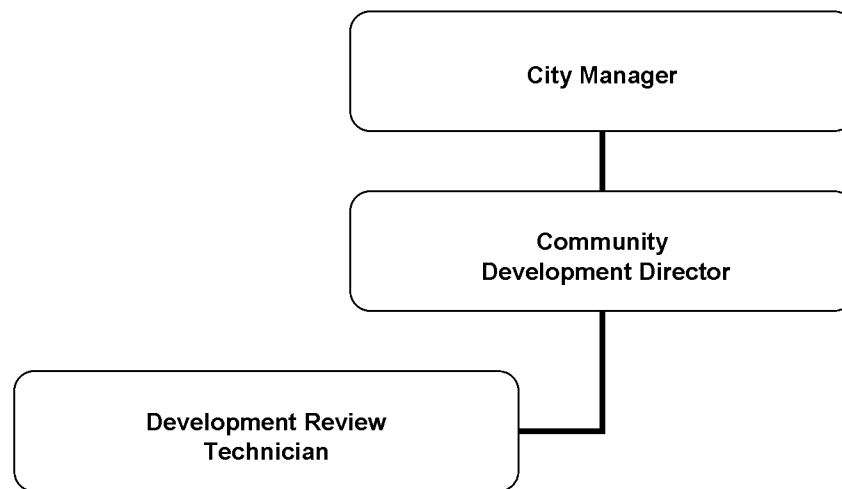 City Manager
Community
Development Director
Development Review
Technician